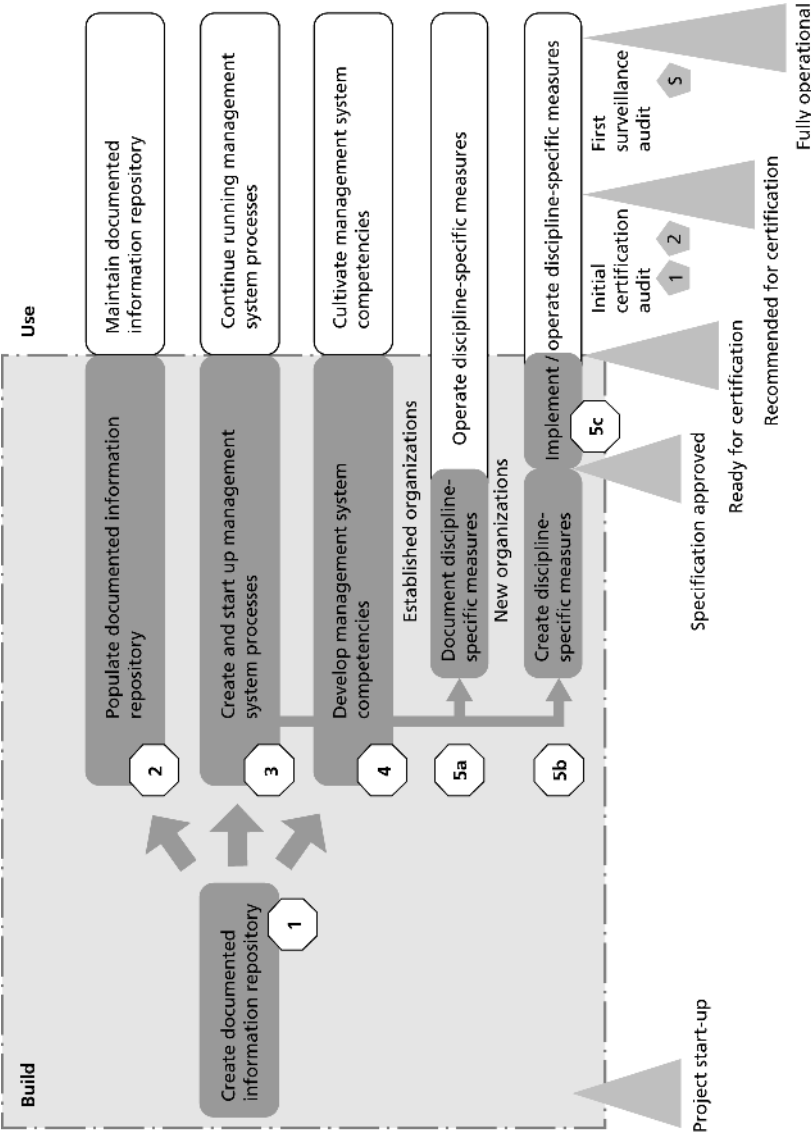 Build
Use
Create documented
information repository
1
Populate documented information
repository
2
Maintain documented
information repository
Create and start up management
system processes
3
Continue running management
system processes
Develop management system
competencies
4
Cultivate management system
competencies
Established organizations
5a
Document discipline-
specific measures
Operate discipline-specific measures
New organizations
5b
Create discipline-
specific measures
5c
Implement / operate discipline-specific measures
Initial
certification
audit
1
2
First
surveillance
audit
S
Project start-up
Specification approved
Ready for certification
Recommended for certification
Fully operational